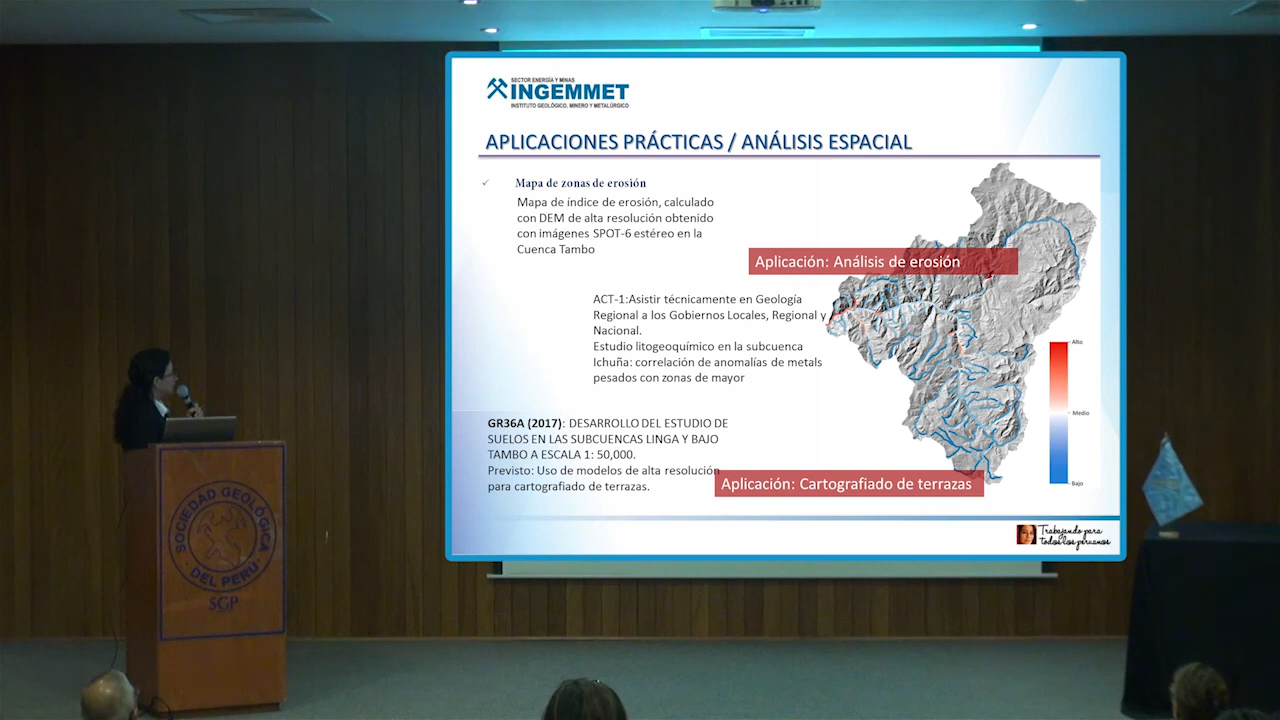 SECTOR ENERGÍA Y MINAS
INGEMMET
INSTITUTO GEOLÓGICO, MINERO Y METALÚRGICO
APLICACIONES PRÁCTICAS / ANÁLISIS ESPACIAL
✓ Mapa de zonas de erosión
Mapa de índice de erosión, calculado
con DEM de alta resolución obtenido
con imágenes SPOT-6 estéreo en la
Cuenca Tambo
Aplicación: Análisis de erosión
ACT-1:Asistir técnicamente en Geología
Regional a los Gobiernos Locales, Regional y
Nacional.
Estudio litogeoquímico en la subcuenca
Ichuña: correlación de anomalías de metals
pesados con zonas de mayor
Alto
Medio
Bajo
GR36A (2017): DESARROLLO DEL ESTUDIO DE
SUELOS EN LAS SUBCUENCAS LINGA Y BAJO
TAMBO A ESCALA 1: 50,000.
Previsto: Uso de modelos de alta resolución
para cartografiado de terrazas.
Aplicación: Cartografiado de terrazas
Trabajando para
todos los peruanos
SOCIEDAD GEOLÓGICA
DEL PERÚ
SGP